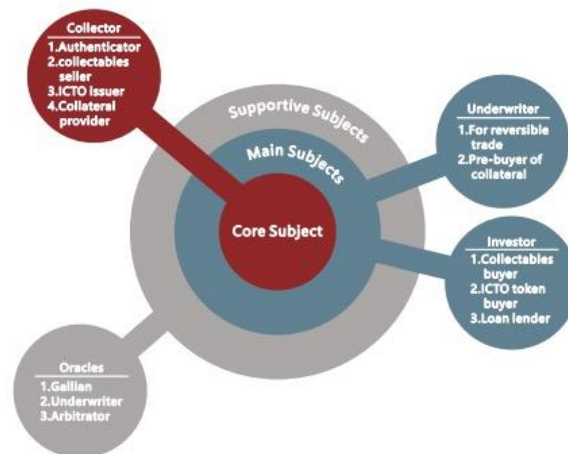 Collector
1.Authenticator
2.collectables
seller
3.ICTO issuer
4.Collateral
provider
Supportive Subjects
Main Subjects
Core Subject
Underwriter
1.For reversible
trade
2.Pre-buyer of
collateral
Investor
1.Collectables
buyer
2.ICTO token
buyer
3.Loan lender
Oracles
1.Gallian
2.Underwriter
3.Arbitrator